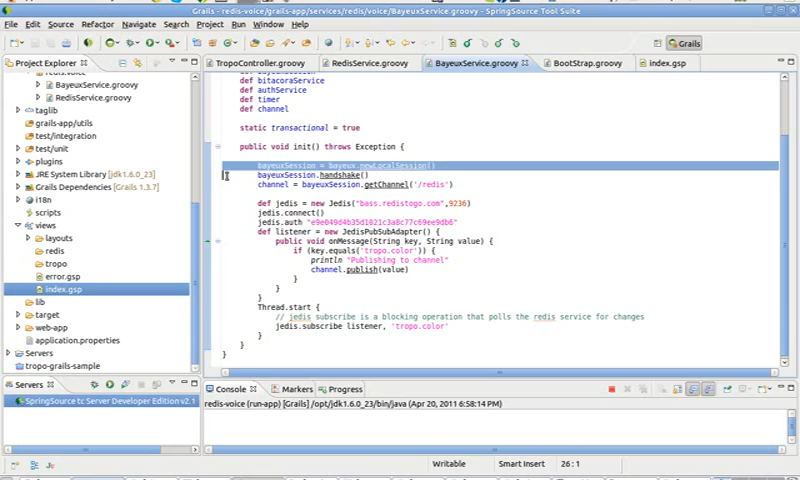 Grails - redis-voice/grails-app/services/redis/voice/BayeuxService.groovy - SpringSource Tool Suite
File Edit Source Refactor Navigate Search Project Run Window Help
Grails
Project Explorer
BayeuxService.groovy
RedisService.groovy
taglib
grails-app/utils
test/integration
test/unit
plugins
JRE System Library [jdk1.6.0_23]
Grails Dependencies [Grails 1.3.7]
i18n
scripts
views
layouts
redis
tropo
error.gsp
index.gsp
lib
target
web-app
application.properties
Servers
tropo-grails-sample
TropoController.groovy RedisService.groovy BayeuxService.groovy BootStrap.groovy index.gsp
def bitacoraService
def authService
def timer
def channel
static transactional = true
public void init() throws Exception {
bayeuxSession = bayeux.newLocalSession()
bayeuxSession.handshake()
channel = bayeuxSession.getChannel('/redis')
def jedis = new Jedis("bass.redistogo.com",9236)
jedis.connect()
jedis.auth
def listener = new JedisPubSubAdapter() {
public void onMessage(String key, String value) {
if (key.equals('tropo.color')) {
println "Publishing to channel"
channel.publish(value)
}
}
}
Thread.start {
// jedis subscribe is a blocking operation that polls the redis service for changes
jedis.subscribe listener, 'tropo.color'
}
}
}
Servers
SpringSource tc Server Developer Edition v2.1
Console Markers Progress
redis-voice (run-app) [Grails] /opt/jdk1.6.0_23/bin/java (Apr 20, 2011 6:58:14 PM)
Writable Smart Insert 26 : 1